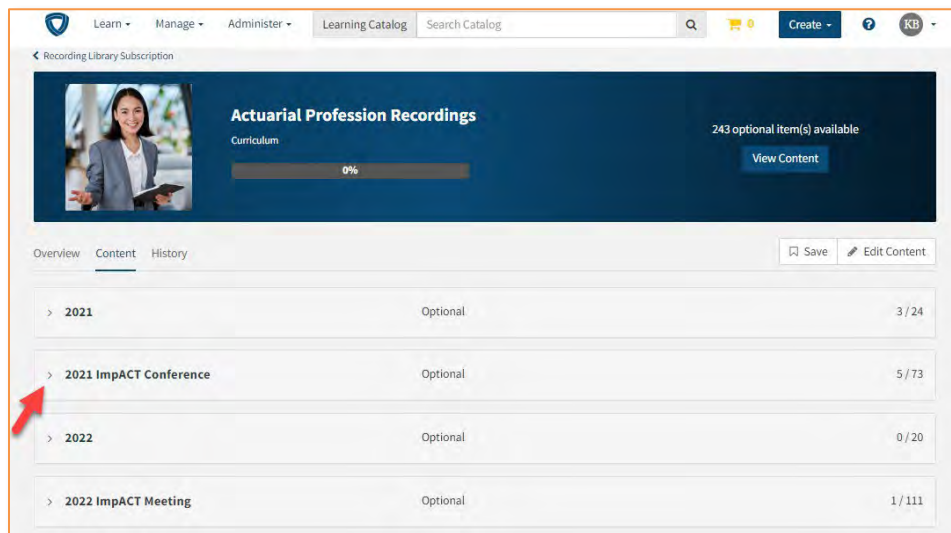 Learn Manage Administer Learning Catalog Search Catalog 0 Create KB
Recording Library Subscription
Actuarial Profession Recordings
Curriculum
0%
243 optional item(s) available
View Content
Overview Content History Save Edit Content
2021 Optional 3 / 24
2021 ImpACT Conference Optional 5 / 73
2022 Optional 0 / 20
2022 ImpACT Meeting Optional 1 / 111